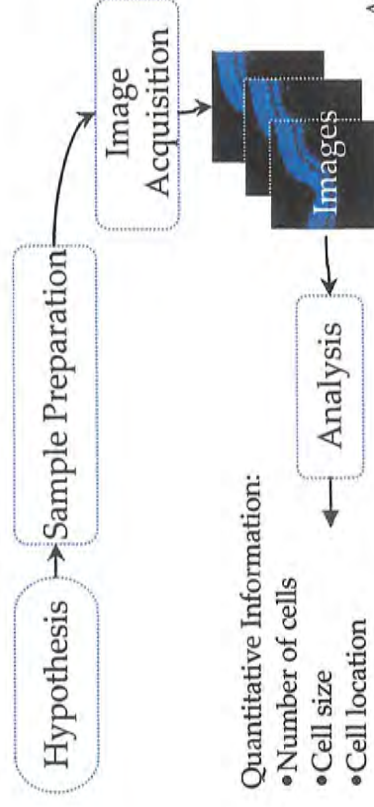 Hypothesis
Sample Preparation
Image
Acquisition
Images
Analysis
Quantitative Information:
•Number of cells
•Cell size
•Cell location
A